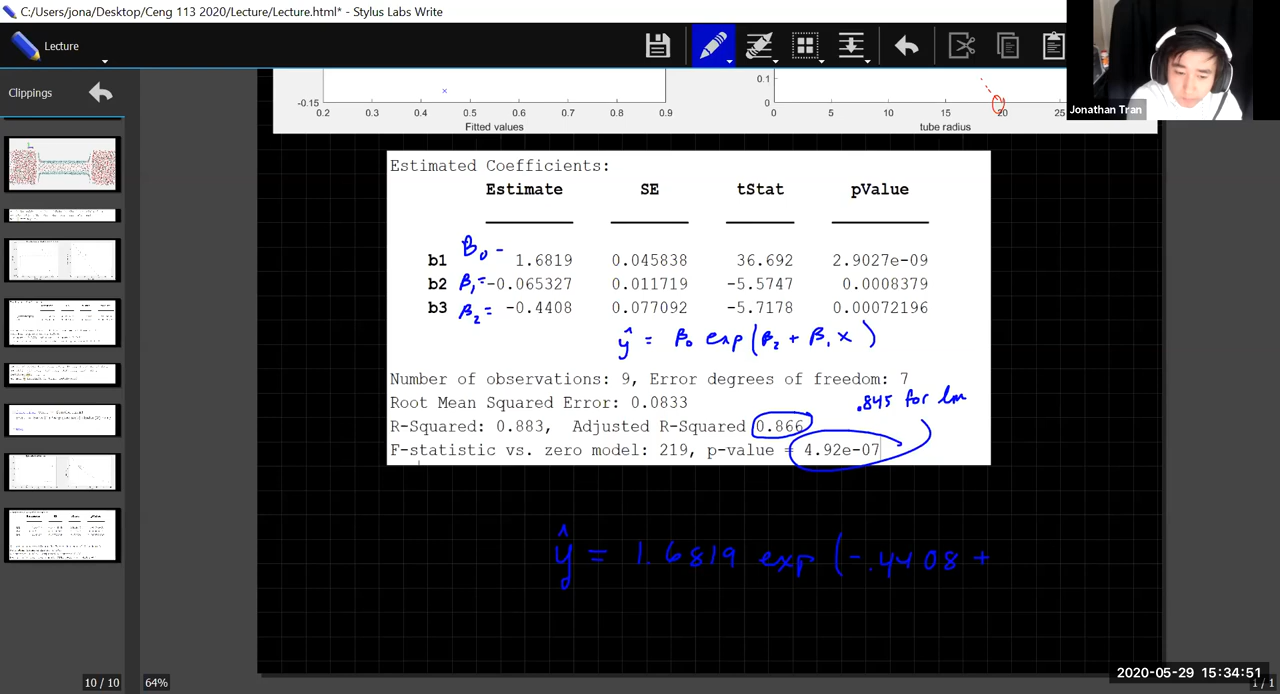 C:/Users/jona/Desktop/Ceng 113 2020/Lecture/Lecture.html* - Stylus Labs Write
Lecture
Clippings
Jonathan Tran
-0.15
0.2 0.3 0.4 0.5 0.6 0.7 0.8 0.9
Fitted values
0.1
0
0 5 10 15 20 25
tube radius
Estimated Coefficients:
Estimate SE tStat pValue
b1 β₀ = 1.6819 0.045838 36.692 2.9027e-09
b2 β₁ = -0.065327 0.011719 -5.5747 0.0008379
b3 β₂ = -0.4408 0.077092 -5.7178 0.00072196
ŷ = β₀ exp(β₂ + β₁ x)
Number of observations: 9, Error degrees of freedom: 7
Root Mean Squared Error: 0.0833
.845 for lm
R-Squared: 0.883, Adjusted R-Squared 0.866
F-statistic vs. zero model: 219, p-value = 4.92e-07
ŷ = 1.6819 exp(-.4408 +
2020-05-29 15:34:51
10 / 10
64%
1 / 1